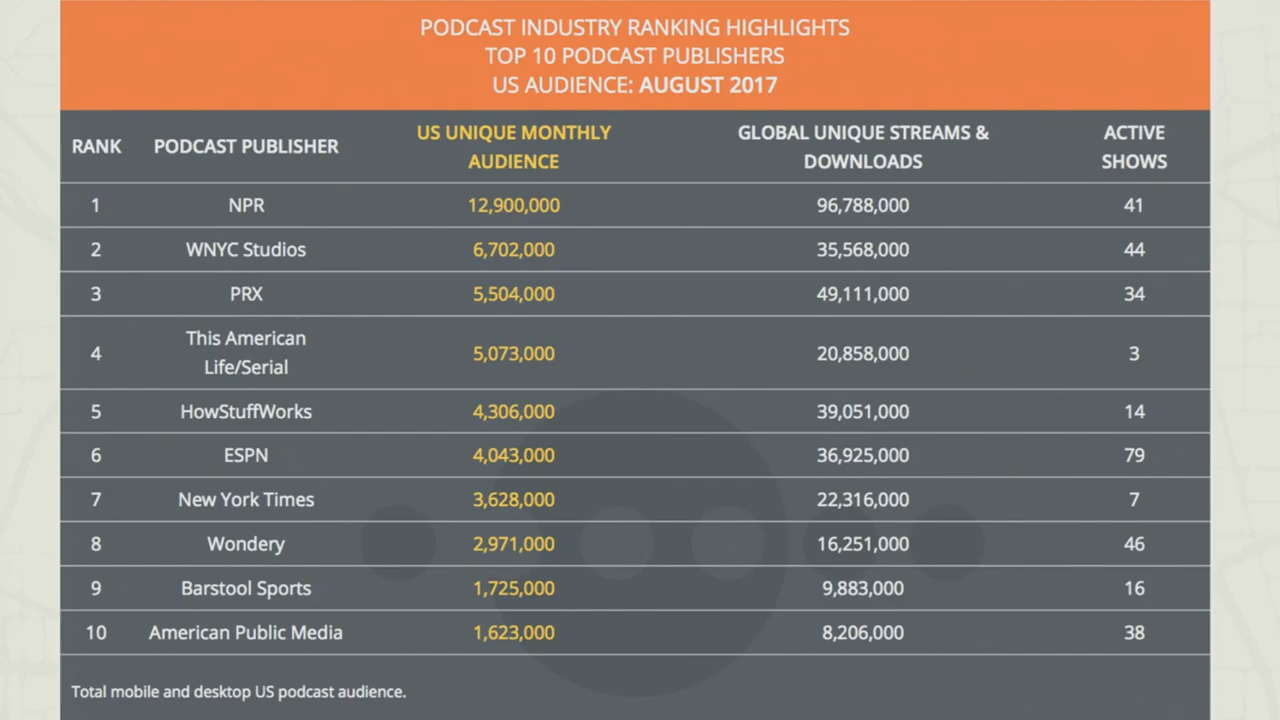 PODCAST INDUSTRY RANKING HIGHLIGHTS
TOP 10 PODCAST PUBLISHERS
US AUDIENCE: AUGUST 2017
RANK PODCAST PUBLISHER US UNIQUE MONTHLY AUDIENCE GLOBAL UNIQUE STREAMS & DOWNLOADS ACTIVE SHOWS
1 NPR 12,900,000 96,788,000 41
2 WNYC Studios 6,702,000 35,568,000 44
3 PRX 5,504,000 49,111,000 34
4 This American Life/Serial 5,073,000 20,858,000 3
5 HowStuffWorks 4,306,000 39,051,000 14
6 ESPN 4,043,000 36,925,000 79
7 New York Times 3,628,000 22,316,000 7
8 Wondery 2,971,000 16,251,000 46
9 Barstool Sports 1,725,000 9,883,000 16
10 American Public Media 1,623,000 8,206,000 38
Total mobile and desktop US podcast audience.